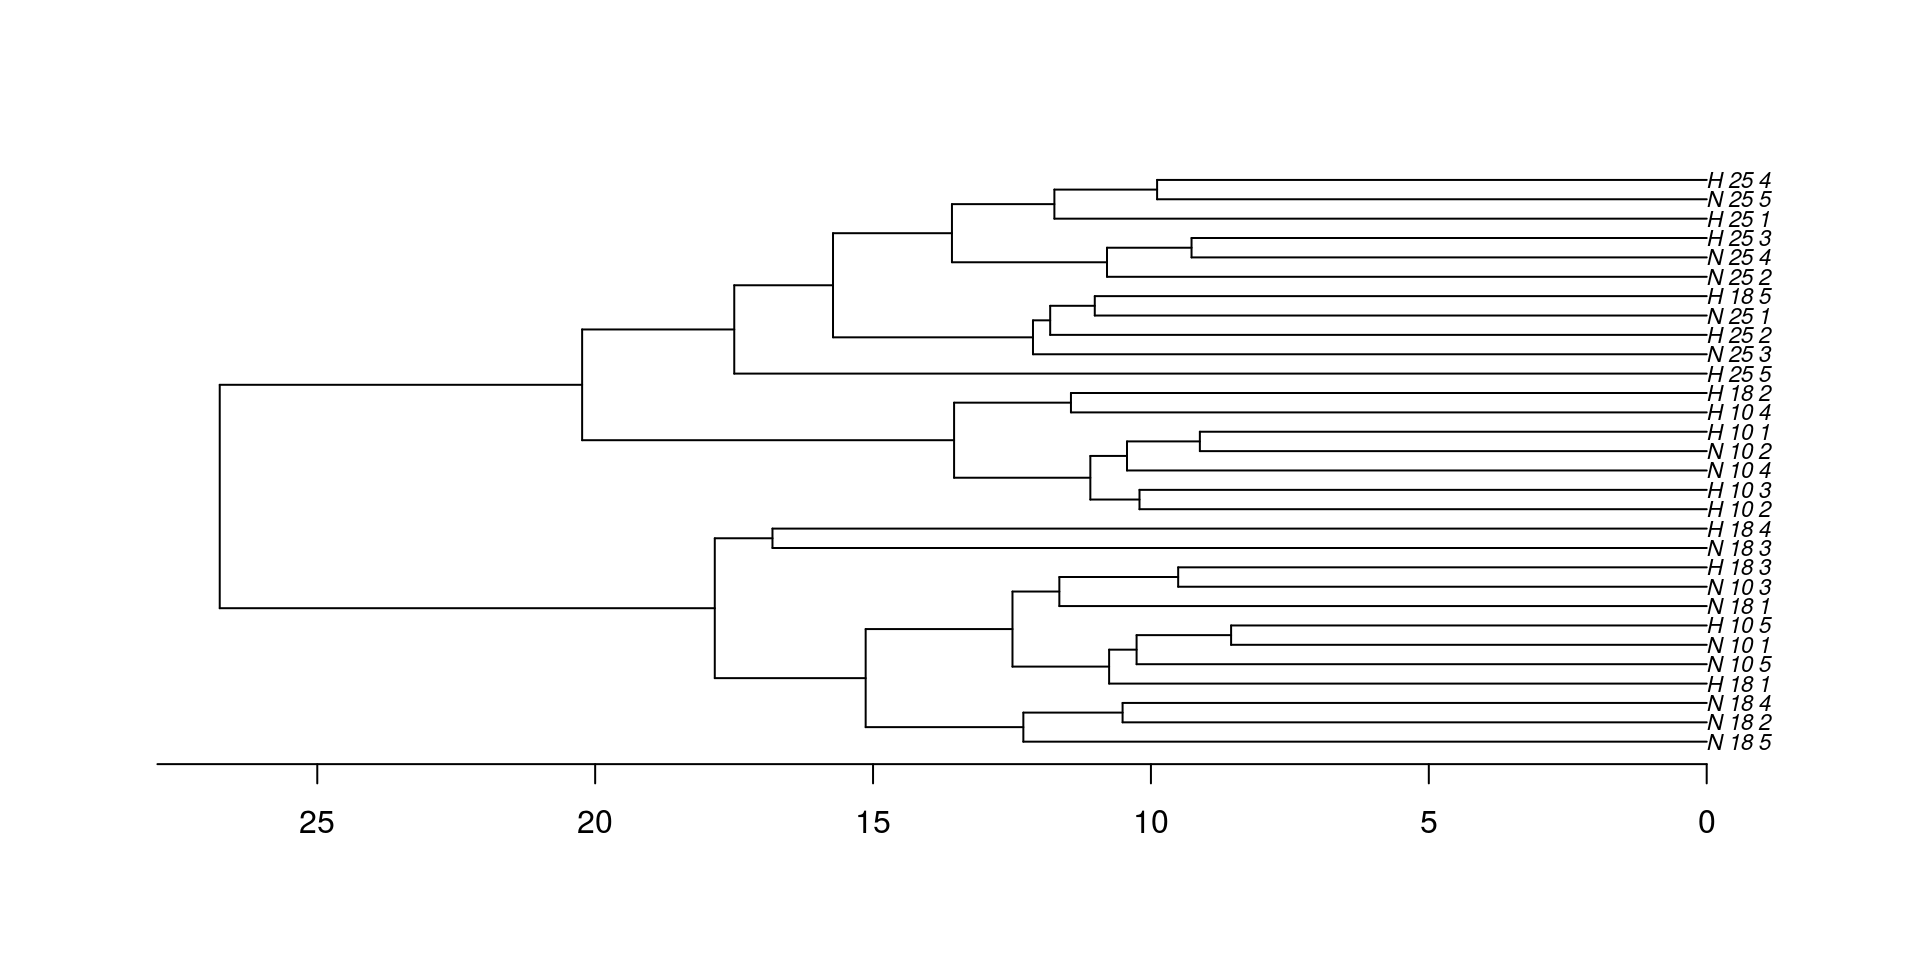 H 25 4
N 25 5
H 25 1
H 25 3
N 25 4
N 25 2
H 18 5
N 25 1
H 25 2
N 25 3
H 25 5
H 18 2
H 10 4
H 10 1
N 10 2
N 10 4
H 10 3
H 10 2
H 18 4
N 18 3
H 18 3
N 10 3
N 18 1
H 10 5
N 10 1
N 10 5
H 18 1
N 18 4
N 18 2
N 18 5
25 20 15 10 5 0